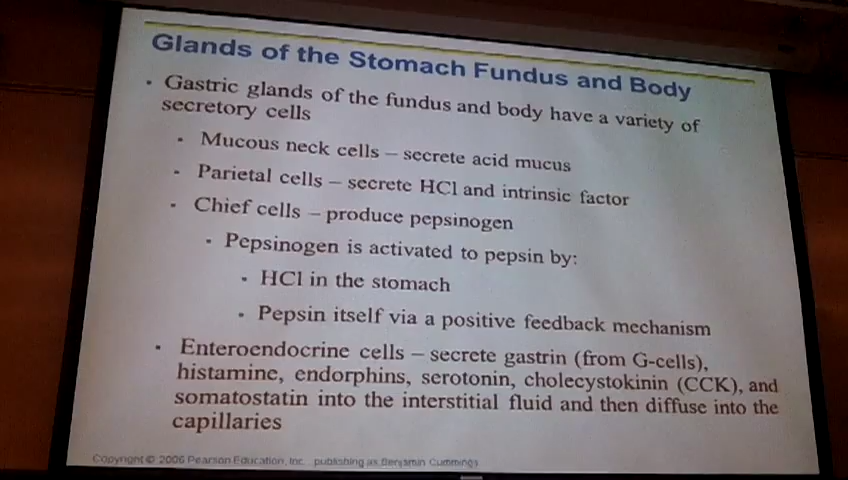 Glands of the Stomach Fundus and Body
▪ Gastric glands of the fundus and body have a variety of
secretory cells
▪ Mucous neck cells – secrete acid mucus
▪ Parietal cells – secrete HCl and intrinsic factor
▪ Chief cells – produce pepsinogen
▪ Pepsinogen is activated to pepsin by:
▪ HCl in the stomach
▪ Pepsin itself via a positive feedback mechanism
▪ Enteroendocrine cells – secrete gastrin (from G-cells),
histamine, endorphins, serotonin, cholecystokinin (CCK), and
somatostatin into the interstitial fluid and then diffuse into the
capillaries
Copyright © 2006 Pearson Education, Inc., publishing as Benjamin Cummings